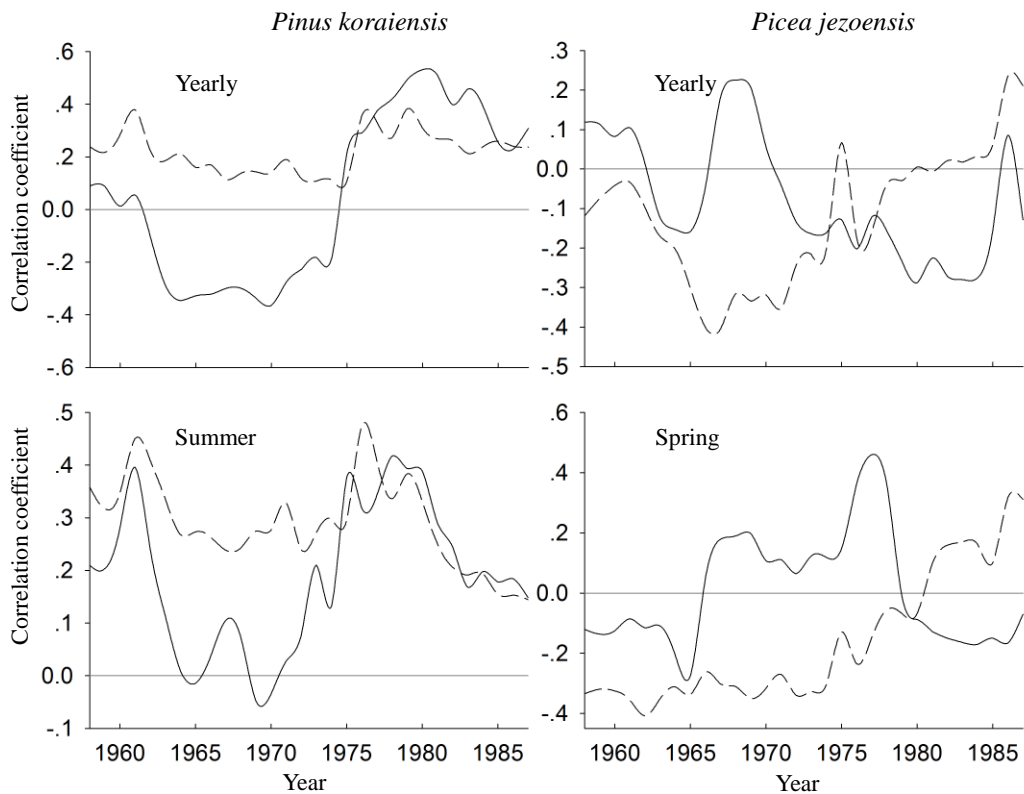 Pinus koraiensis
Picea jezoensis
Yearly
.6
.4
.2
0.0
-.2
-.4
-.6
Correlation coefficient
Yearly
.3
.2
.1
0.0
-.1
-.2
-.3
-.4
-.5
Summer
.5
.4
.3
.2
.1
0.0
-.1
Correlation coefficient
1960 1965 1970 1975 1980 1985
Year
Spring
.6
.4
.2
0.0
-.2
-.4
1960 1965 1970 1975 1980 1985
Year